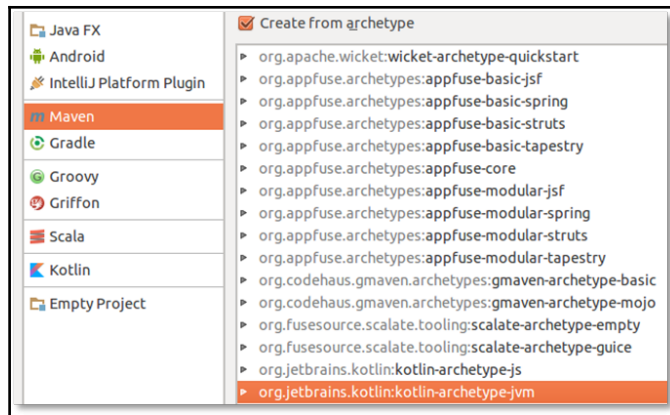 Java FX
Android
IntelliJ Platform Plugin
Maven
Gradle
Groovy
Griffon
Scala
Kotlin
Empty Project
Create from archetype
org.apache.wicket:wicket-archetype-quickstart
org.appfuse.archetypes:appfuse-basic-jsf
org.appfuse.archetypes:appfuse-basic-spring
org.appfuse.archetypes:appfuse-basic-struts
org.appfuse.archetypes:appfuse-basic-tapestry
org.appfuse.archetypes:appfuse-core
org.appfuse.archetypes:appfuse-modular-jsf
org.appfuse.archetypes:appfuse-modular-spring
org.appfuse.archetypes:appfuse-modular-struts
org.appfuse.archetypes:appfuse-modular-tapestry
org.codehaus.gmaven.archetypes:gmaven-archetype-basic
org.codehaus.gmaven.archetypes:gmaven-archetype-mojo
org.fusesource.scalate.tooling:scalate-archetype-empty
org.fusesource.scalate.tooling:scalate-archetype-guice
org.jetbrains.kotlin:kotlin-archetype-js
org.jetbrains.kotlin:kotlin-archetype-jvm